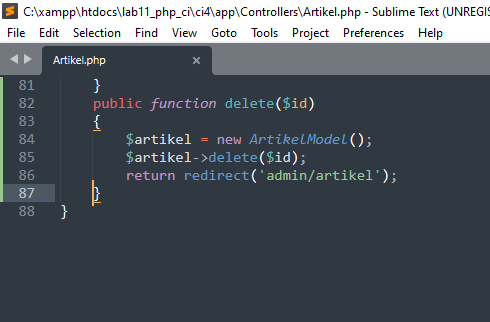 C:\xampp\htdocs\lab11_php_ci\ci4\app\Controllers\Artikel.php - Sublime Text (UNREGIS
File Edit Selection Find View Goto Tools Project Preferences Help
Artikel.php ×
81 }
82 public function delete($id)
83 {
84 $artikel = new ArtikelModel();
85 $artikel->delete($id);
86 return redirect('admin/artikel');
87 }
88 }